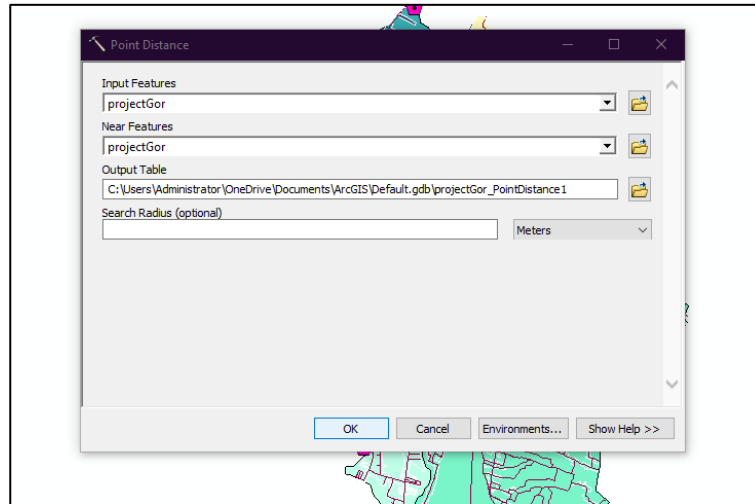 Point Distance
Input Features
projectGor
Near Features
projectGor
Output Table
C:\Users\Administrator\OneDrive\Documents\ArcGIS\Default.gdb\projectGor_PointDistance1
Search Radius (optional)
Meters
OK Cancel Environments... Show Help >>